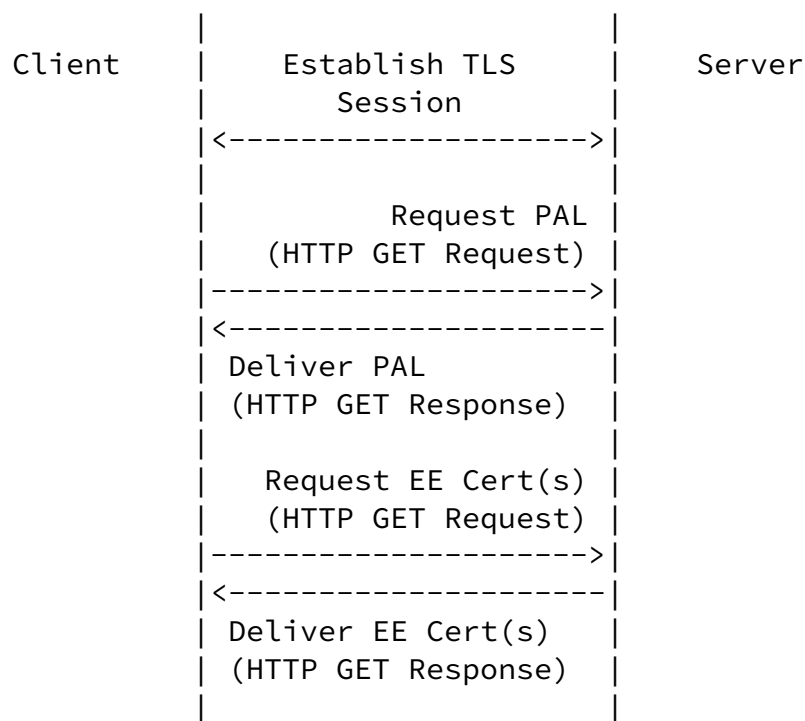 Client Establish TLS Server
Session
Request PAL
(HTTP GET Request)
Deliver PAL
(HTTP GET Response)
Request EE Cert(s)
(HTTP GET Request)
Deliver EE Cert(s)
(HTTP GET Response)